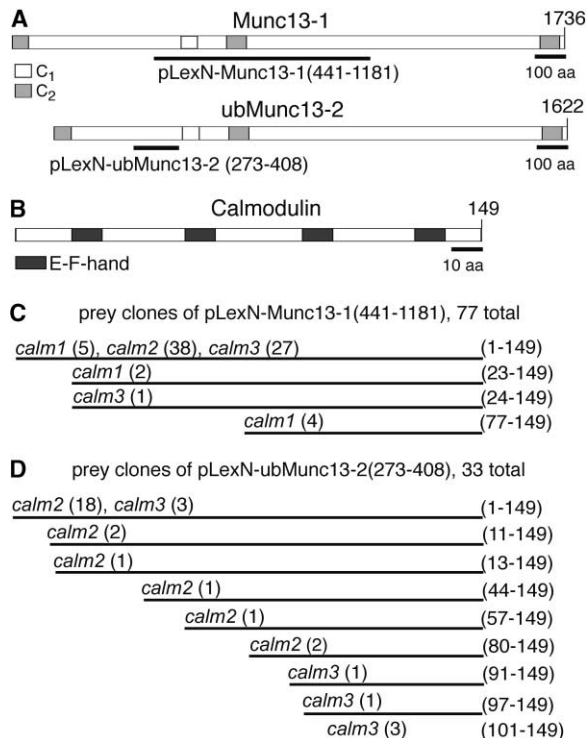 A Munc13-1 1736
C1
C2
pLexN-Munc13-1(441-1181)
100 aa
ubMunc13-2 1622
pLexN-ubMunc13-2 (273-408)
100 aa
B Calmodulin 149
E-F-hand
10 aa
C prey clones of pLexN-Munc13-1(441-1181), 77 total
calm1 (5), calm2 (38), calm3 (27) (1-149)
calm1 (2) (23-149)
calm3 (1) (24-149)
calm1 (4) (77-149)
D prey clones of pLexN-ubMunc13-2(273-408), 33 total
calm2 (18), calm3 (3) (1-149)
calm2 (2) (11-149)
calm2 (1) (13-149)
calm2 (1) (44-149)
calm2 (1) (57-149)
calm2 (2) (80-149)
calm3 (1) (91-149)
calm3 (1) (97-149)
calm3 (3) (101-149)